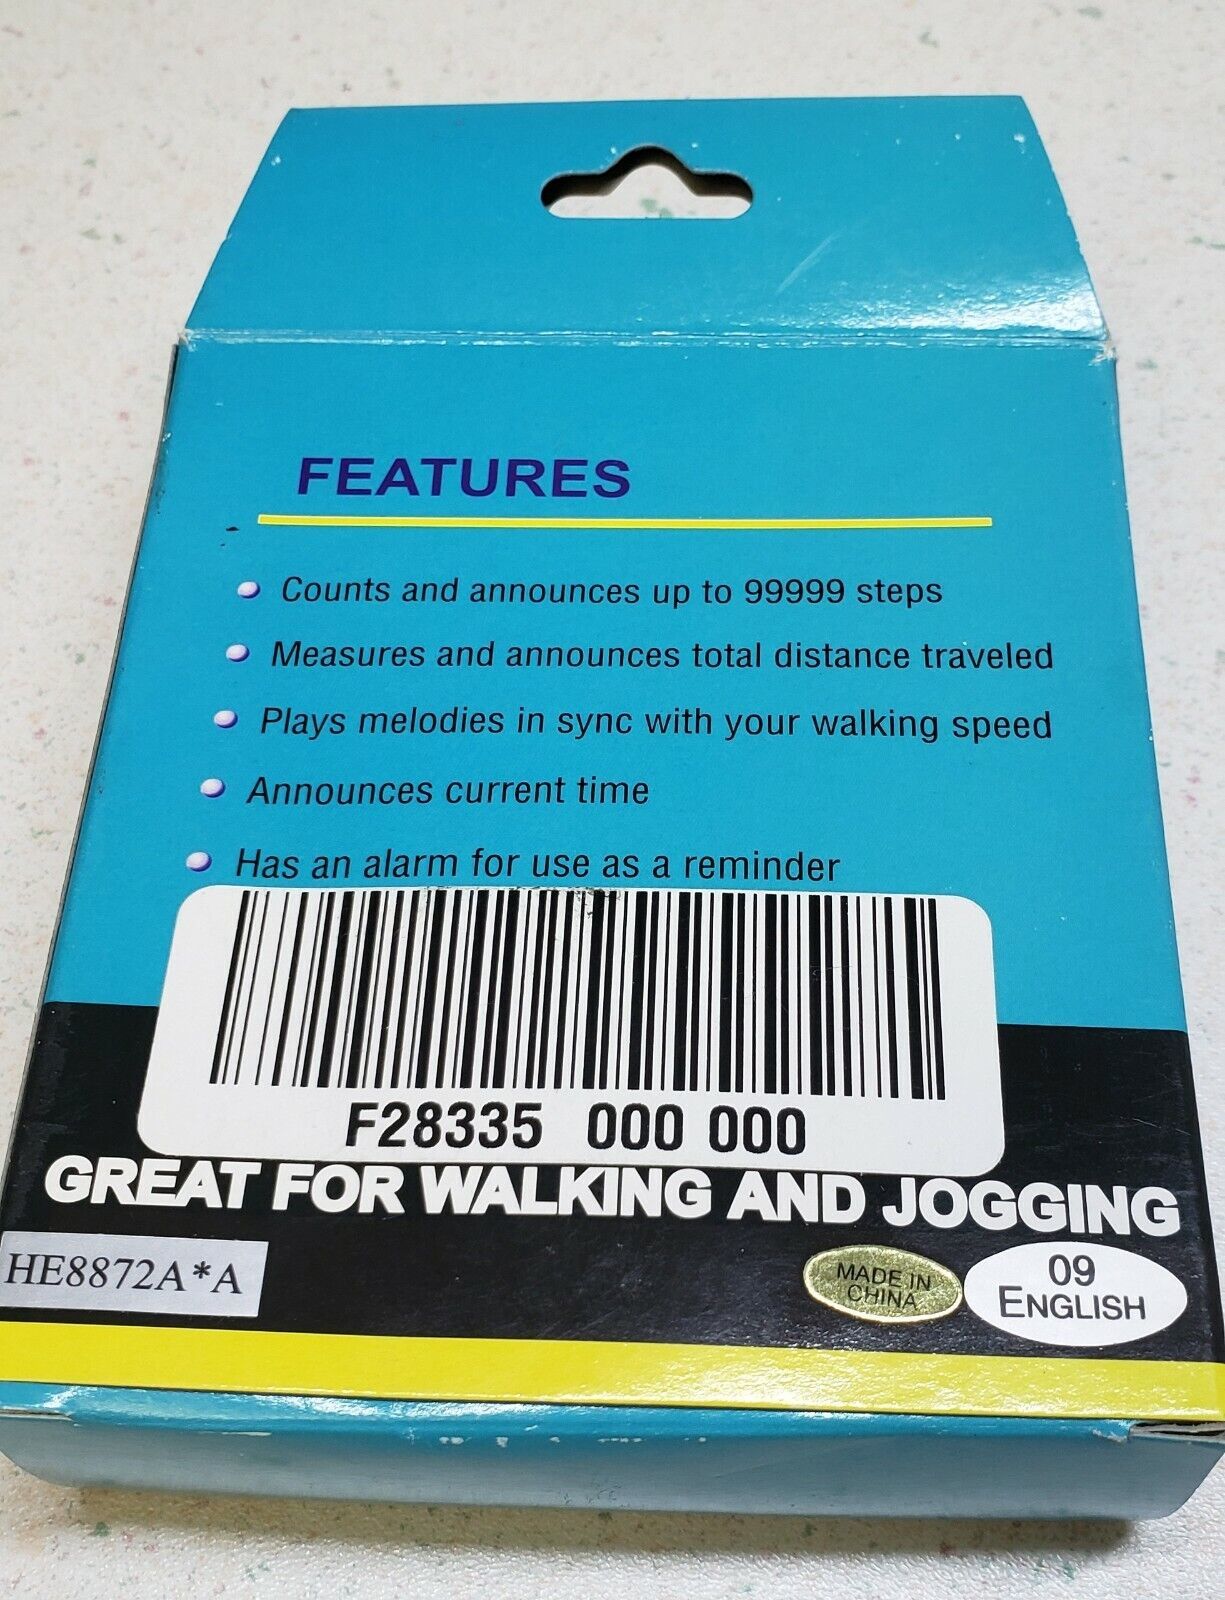 FEATURES
Counts and announces up to 99999 steps
Measures and announces total distance traveled
Plays melodies in sync with your walking speed
Announces current time
Has an alarm for use as a reminder
F28335 000 000
GREAT FOR WALKING AND JOGGING
HE8872A*A
MADE IN
CHINA
09
ENGLISH